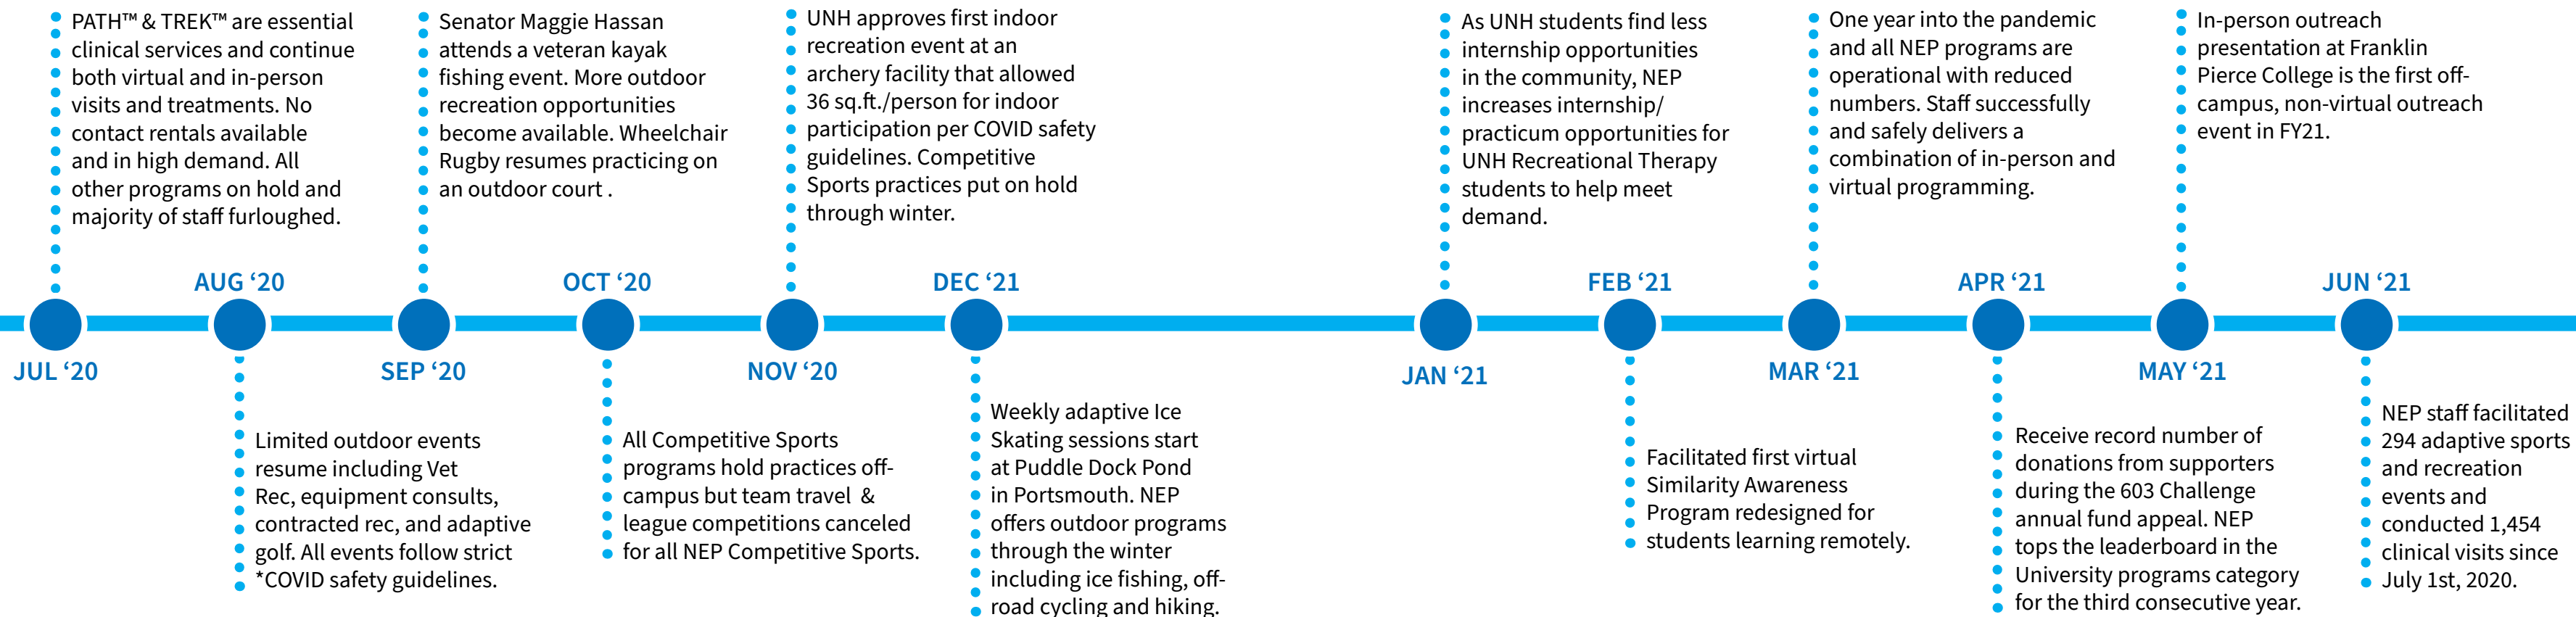 PATH™ & TREK™ are essential
clinical services and continue
both virtual and in-person
visits and treatments. No
contact rentals available
and in high demand. All
other programs on hold and
majority of staff furloughed.
JUL ‘20
AUG ‘20
Limited outdoor events
resume including Vet
Rec, equipment consults,
contracted rec, and adaptive
golf. All events follow strict
*COVID safety guidelines.
Senator Maggie Hassan
attends a veteran kayak
fishing event. More outdoor
recreation opportunities
become available. Wheelchair
Rugby resumes practicing on
an outdoor court .
SEP ‘20
OCT ‘20
All Competitive Sports
programs hold practices off-
campus but team travel  &
league competitions canceled
for all NEP Competitive Sports.
UNH approves first indoor
recreation event at an
archery facility that allowed
36 sq.ft./person for indoor
participation per COVID safety
guidelines. Competitive
Sports practices put on hold
through winter.
NOV ‘20
DEC ‘21
Weekly adaptive Ice
Skating sessions start
at Puddle Dock Pond
in Portsmouth. NEP
offers outdoor programs
through the winter
including ice fishing, off-
road cycling and hiking.
As UNH students find less
internship opportunities
in the community, NEP
increases internship/
practicum opportunities for
UNH Recreational Therapy
students to help meet
demand.
JAN ‘21
FEB ‘21
Facilitated first virtual
Similarity Awareness
Program redesigned for
students learning remotely.
One year into the pandemic
and all NEP programs are
operational with reduced
numbers. Staff successfully
and safely delivers a
combination of in-person and
virtual programming.
MAR ‘21
APR ‘21
Receive record number of
donations from supporters
during the 603 Challenge
annual fund appeal. NEP
tops the leaderboard in the
University programs category
for the third consecutive year.
In-person outreach
presentation at Franklin
Pierce College is the first off-
campus, non-virtual outreach
event in FY21.
MAY ‘21
JUN ‘21
NEP staff facilitated
294 adaptive sports
and recreation
events and
conducted 1,454
clinical visits since
July 1st, 2020.